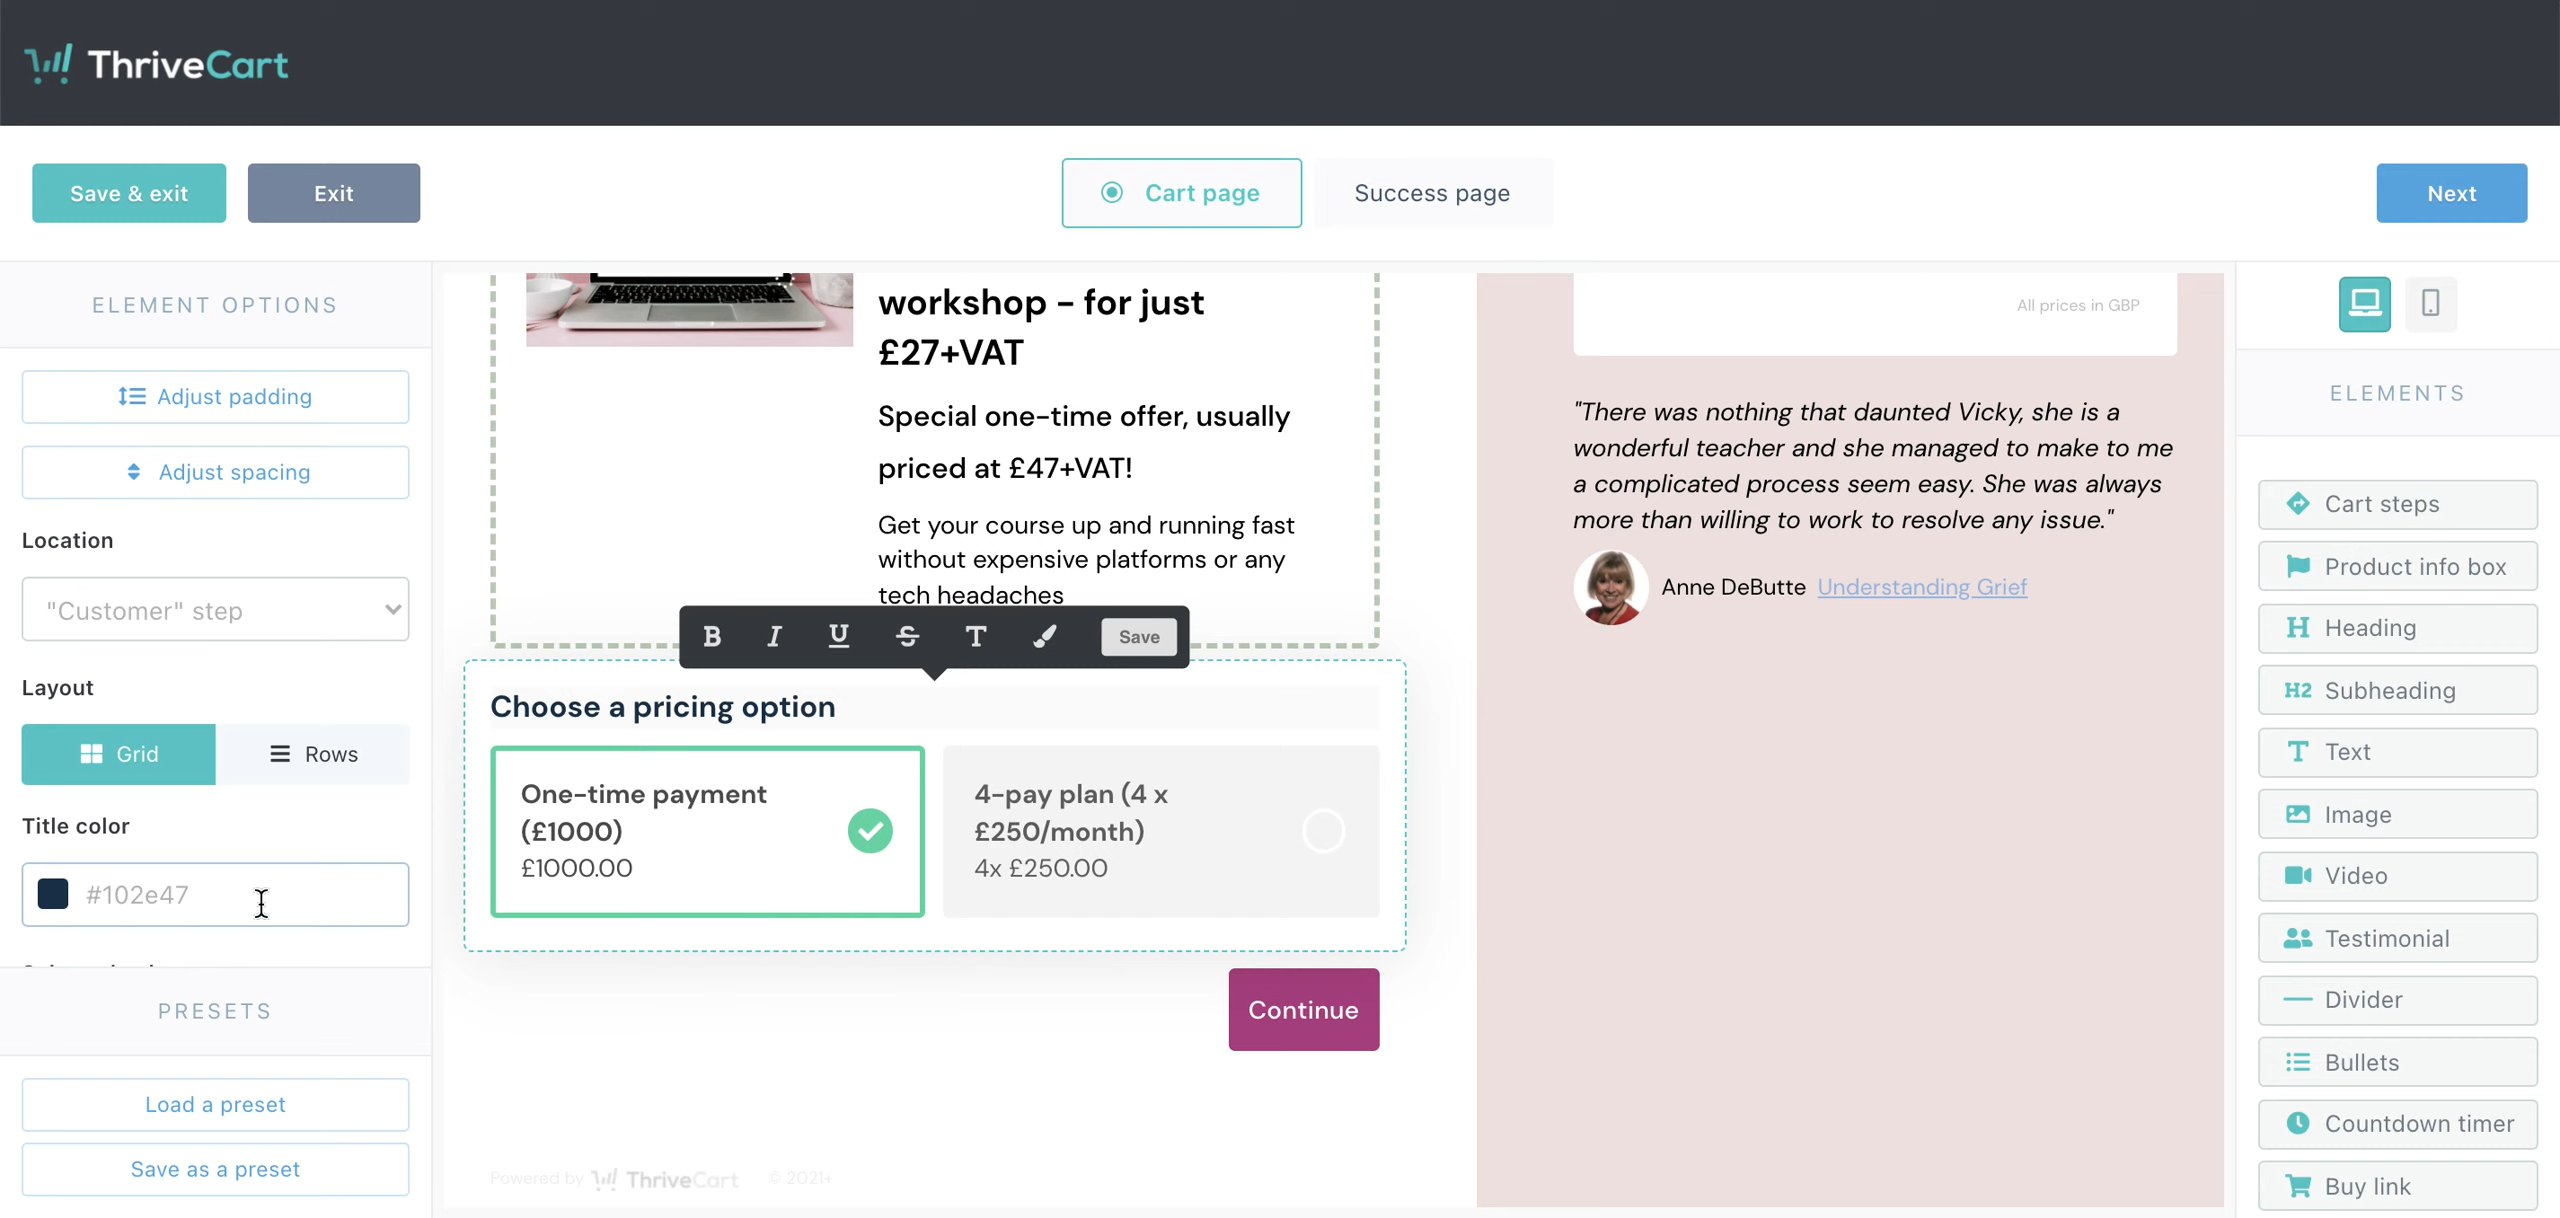 ThriveCart
Save & exit
Exit
Cart page
Success page
Next
ELEMENT OPTIONS
Adjust padding
Adjust spacing
Location
"Customer" step
Layout
Grid
Rows
Title color
#102e47
PRESETS
Load a preset
Save as a preset
workshop - for just
£27+VAT
Special one-time offer, usually
priced at £47+VAT!
Get your course up and running fast
without expensive platforms or any
tech headaches
B I U S T Save
Choose a pricing option
One-time payment
(£1000)
£1000.00
4-pay plan (4 x
£250/month)
4x £250.00
Continue
Powered by ThriveCart © 2021+
All prices in GBP
"There was nothing that daunted Vicky, she is a
wonderful teacher and she managed to make to me
a complicated process seem easy. She was always
more than willing to work to resolve any issue."
Anne DeButte Understanding Grief
ELEMENTS
Cart steps
Product info box
H Heading
H2 Subheading
T Text
Image
Video
Testimonial
Divider
Bullets
Countdown timer
Buy link